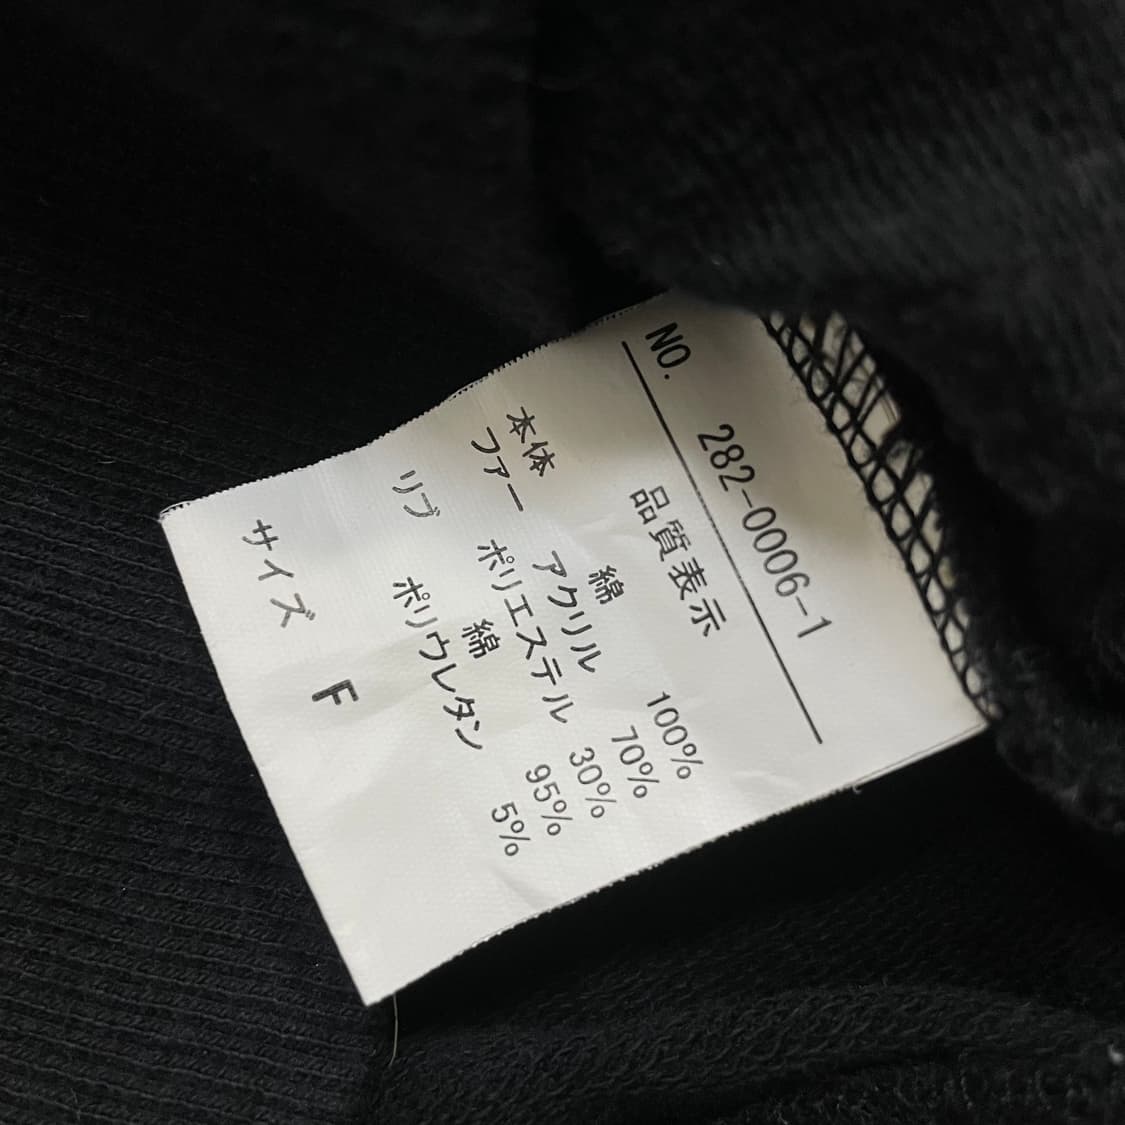 NO. 282-0006-1
品質表示
本体 綿 100%
ファー アクリル 70%
ポリエステル 30%
リブ 綿 95%
ポリウレタン 5%
サイズ F